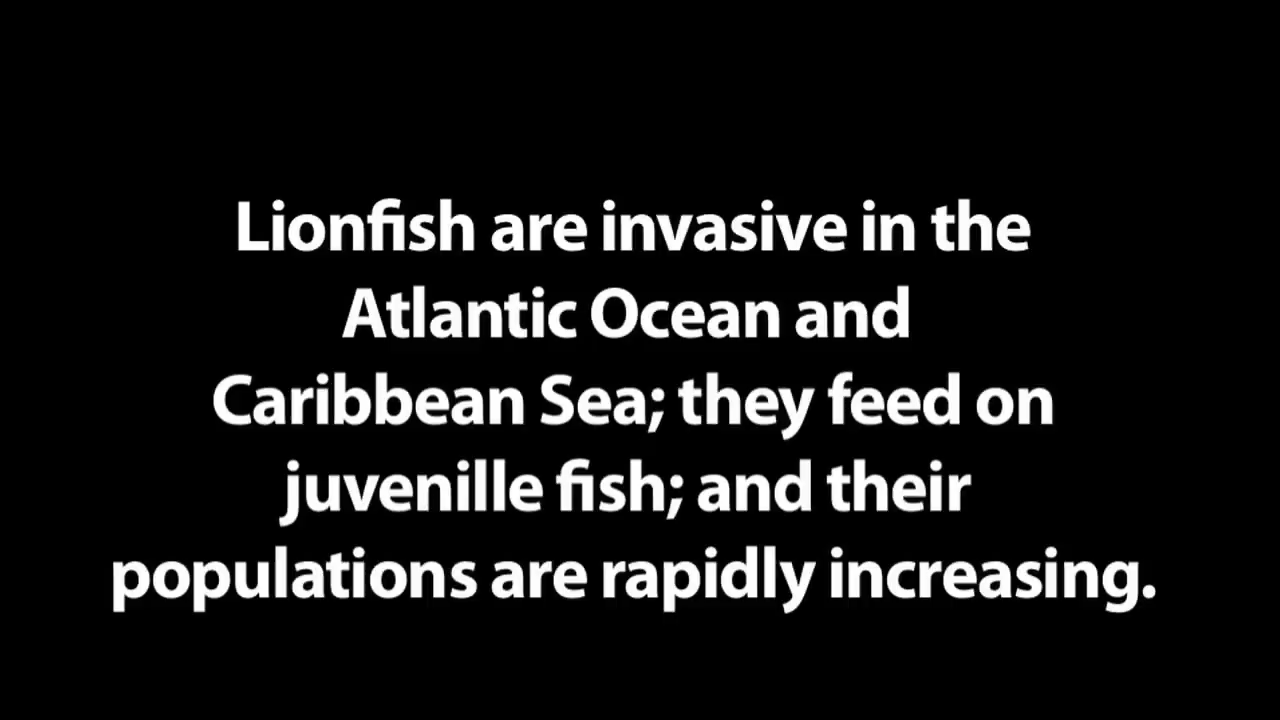 Lionfish are invasive in the
Atlantic Ocean and
Caribbean Sea; they feed on
juvenille fish; and their
populations are rapidly increasing.